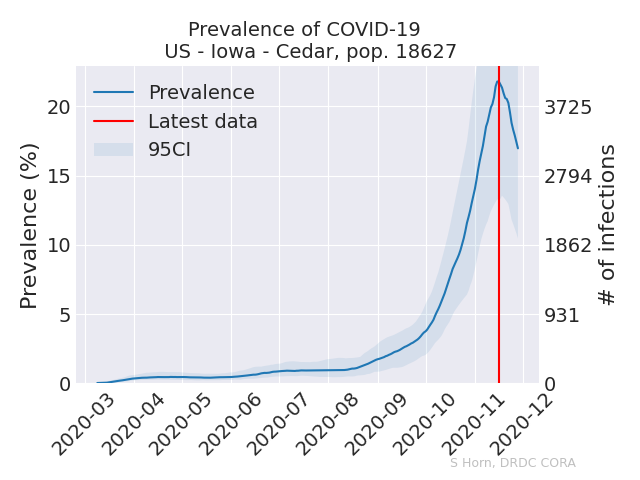 Prevalence of COVID-19
US - Iowa - Cedar, pop. 18627
Prevalence
Latest data
95CI
Prevalence (%)
20
15
10
5
0
3725
2794
1862
931
0
# of infections
2020-03
2020-04
2020-05
2020-06
2020-07
2020-08
2020-09
2020-10
2020-11
2020-12
S Horn, DRDC CORA